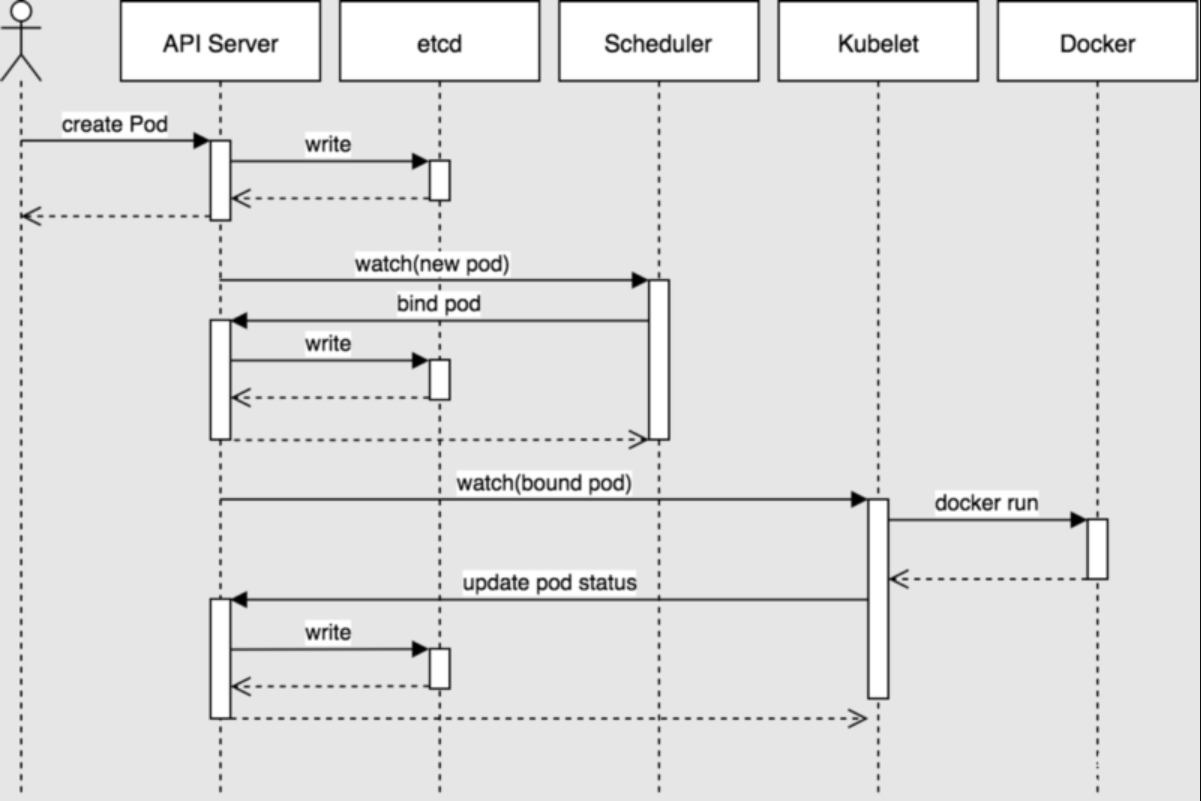 API Server
etcd
Scheduler
Kubelet
Docker
create Pod
write
watch(new pod)
bind pod
write
watch(bound pod)
docker run
update pod status
write